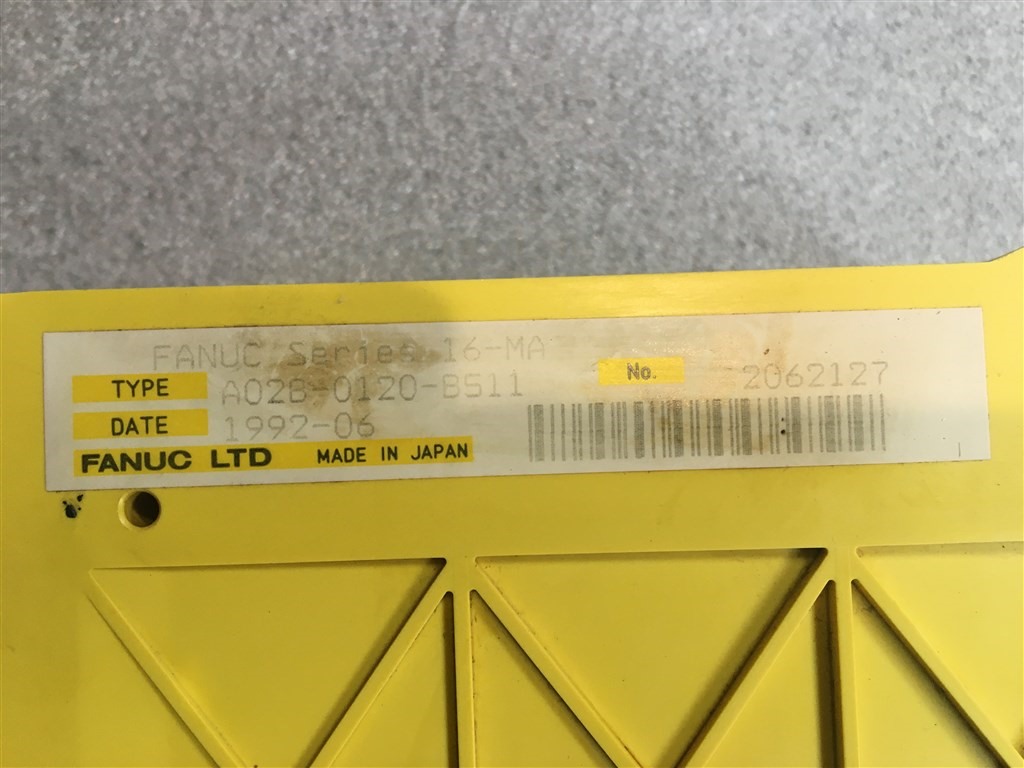 FANUC Series 16-MA
TYPE A02B-0120-B511
No. 2062127
DATE 1992-06
FANUC LTD MADE IN JAPAN